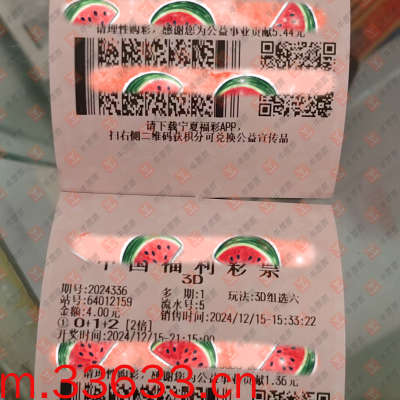 请理性购彩,感谢您为公益事业贡献5.44元
请下载宁夏福彩APP,
扫右侧二维码获积分可兑换公益宣传品
中国福利彩票
3D
期号:2024336 多期:1 玩法:3D组选六
站号:64012159 流水号:5
金额:4.00元 销售时间:2024/12/15-15:33:22
① 0+1+2 [2倍]
开奖时间:2024/12/15-21:15:00
请理性购彩,感谢您为公益事业贡献1.36元
m.33633.cn